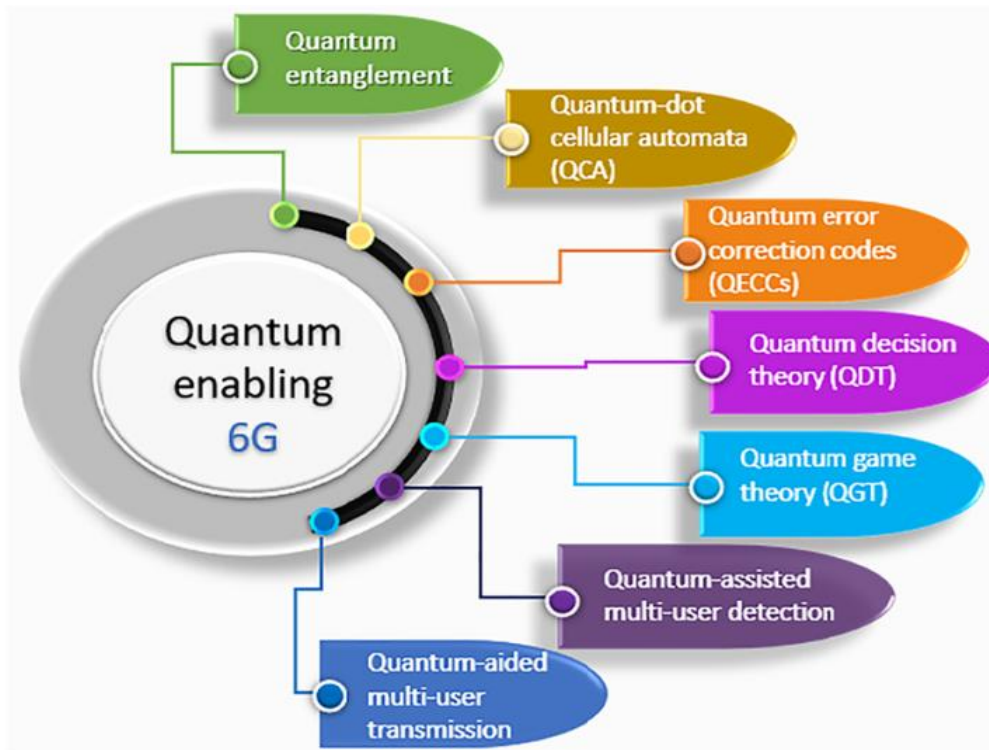 Quantum
entanglement
Quantum-dot
cellular automata
(QCA)
Quantum error
correction codes
(QECCs)
Quantum decision
theory (QDT)
Quantum
enabling
6G
Quantum game
theory (QGT)
Quantum-assisted
multi-user detection
Quantum-aided
multi-user
transmission